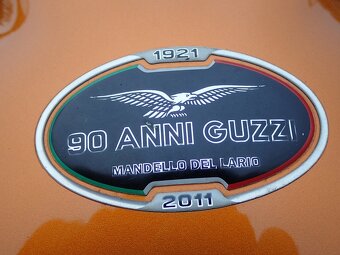 1921
90 ANNI GUZZI
MANDELLO DEL LARIO
2011